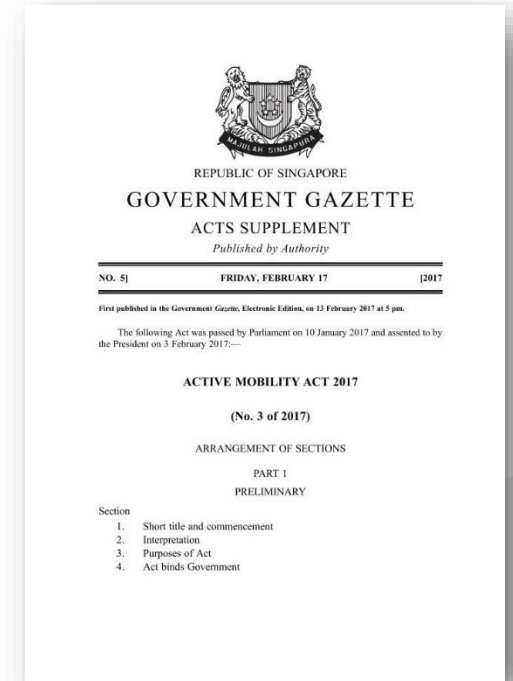 MAJULAH SINGAPURA
REPUBLIC OF SINGAPORE
GOVERNMENT GAZETTE
ACTS SUPPLEMENT
Published by Authority
NO. 5] FRIDAY, FEBRUARY 17 [2017
First published in the Government Gazette, Electronic Edition, on 13 February 2017 at 5 pm.
The following Act was passed by Parliament on 10 January 2017 and assented to by
the President on 3 February 2017:—
ACTIVE MOBILITY ACT 2017
(No. 3 of 2017)
ARRANGEMENT OF SECTIONS
PART 1
PRELIMINARY
Section
1. Short title and commencement
2. Interpretation
3. Purposes of Act
4. Act binds Government